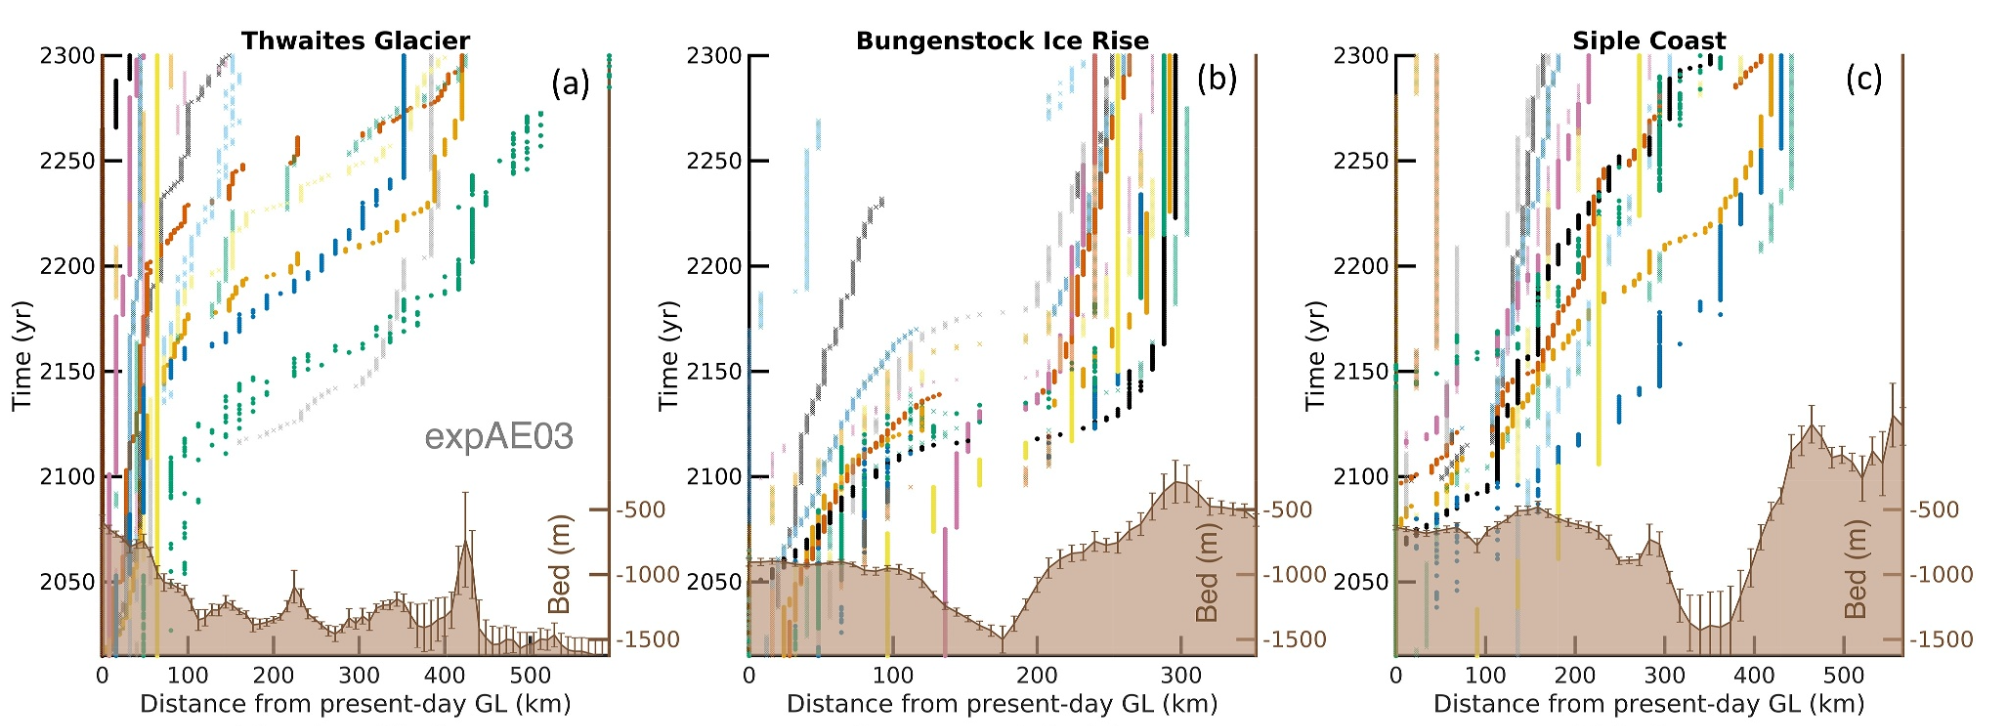 Thwaites Glacier
2300
2250
2200
2150
2100
2050
Time (yr)
(a)
expAE03
-500
-1000
-1500
Bed (m)
0 100 200 300 400 500
Distance from present-day GL (km)
Bungenstock Ice Rise
2300
2250
2200
2150
2100
2050
Time (yr)
(b)
-500
-1000
-1500
Bed (m)
0 100 200 300
Distance from present-day GL (km)
Siple Coast
2300
2250
2200
2150
2100
2050
Time (yr)
(c)
-500
-1000
-1500
Bed (m)
0 100 200 300 400 500
Distance from present-day GL (km)